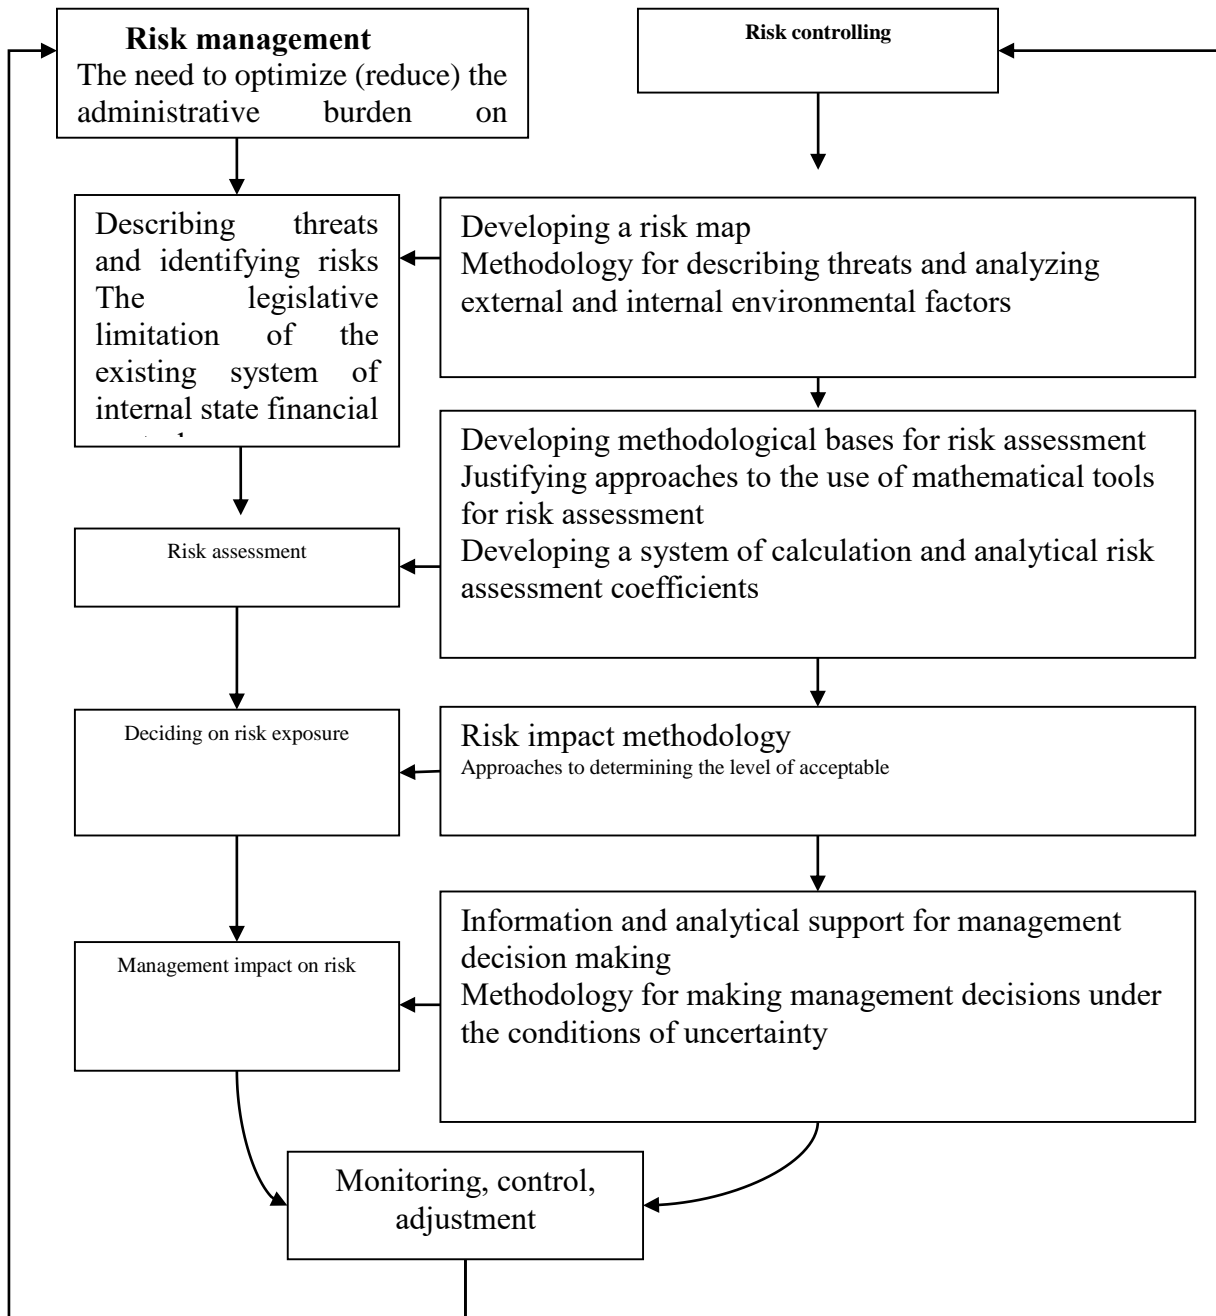 Risk management
The need to optimize (reduce) the
administrative burden on
Risk controlling
Describing threats
and identifying risks
The legislative
limitation of the
existing system of
internal state financial
Developing a risk map
Methodology for describing threats and analyzing
external and internal environmental factors
Developing methodological bases for risk assessment
Justifying approaches to the use of mathematical tools
for risk assessment
Developing a system of calculation and analytical risk
assessment coefficients
Risk assessment
Deciding on risk exposure
Risk impact methodology
Approaches to determining the level of acceptable
Management impact on risk
Information and analytical support for management
decision making
Methodology for making management decisions under
the conditions of uncertainty
Monitoring, control,
adjustment